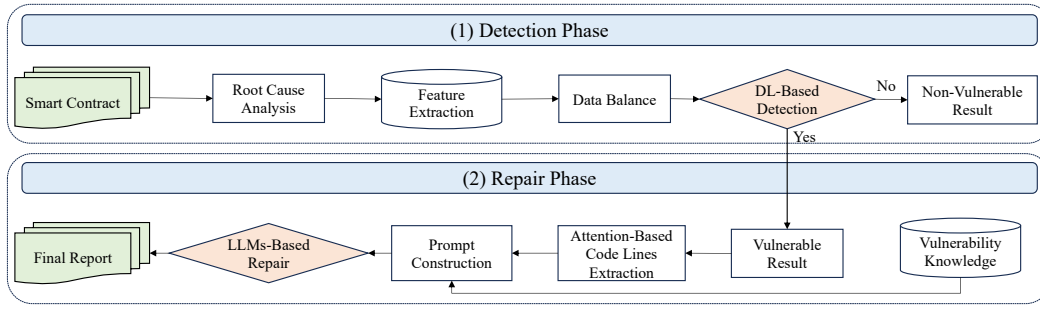 (1) Detection Phase
Smart Contract
Root Cause
Analysis
Feature
Extraction
Data Balance
DL-Based
Detection
No
Non-Vulnerable
Result
Yes
(2) Repair Phase
Final Report
LLMs-Based
Repair
Prompt
Construction
Attention-Based
Code Lines
Extraction
Vulnerable
Result
Vulnerability
Knowledge